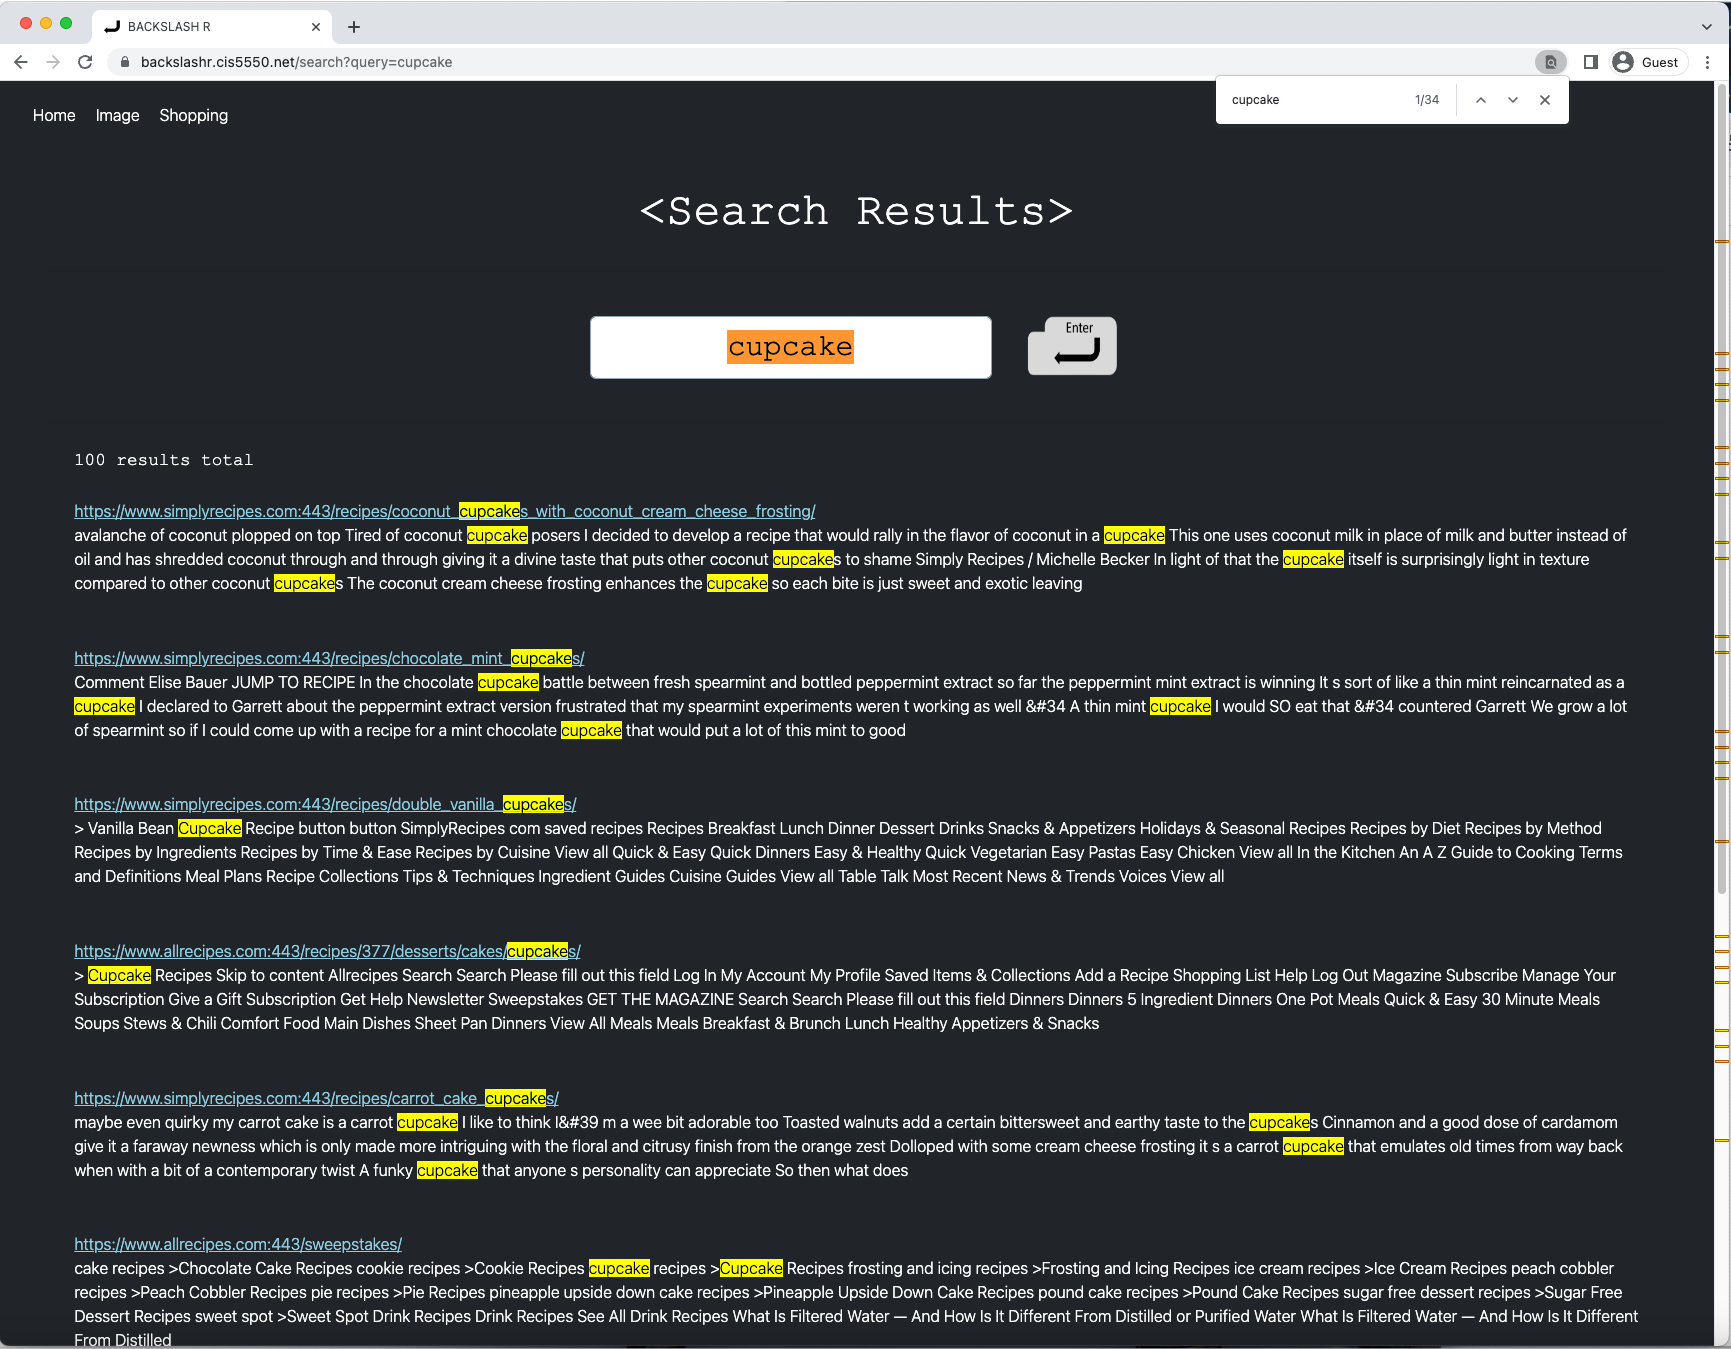 BACKSLASH R
backslashr.cis5550.net/search?query=cupcake
Guest
cupcake 1/34
Home Image Shopping
<Search Results>
cupcake
Enter
100 results total
https://www.simplyrecipes.com:443/recipes/coconut_cupcakes_with_coconut_cream_cheese_frosting/
avalanche of coconut plopped on top Tired of coconut cupcake posers I decided to develop a recipe that would rally in the flavor of coconut in a cupcake This one uses coconut milk in place of milk and butter instead of
oil and has shredded coconut through and through giving it a divine taste that puts other coconut cupcakes to shame Simply Recipes / Michelle Becker In light of that the cupcake itself is surprisingly light in texture
compared to other coconut cupcakes The coconut cream cheese frosting enhances the cupcake so each bite is just sweet and exotic leaving
https://www.simplyrecipes.com:443/recipes/chocolate_mint_cupcakes/
Comment Elise Bauer JUMP TO RECIPE In the chocolate cupcake battle between fresh spearmint and bottled peppermint extract so far the peppermint mint extract is winning It s sort of like a thin mint reincarnated as a
cupcake I declared to Garrett about the peppermint extract version frustrated that my spearmint experiments weren t working as well &#34 A thin mint cupcake I would SO eat that &#34 countered Garrett We grow a lot
of spearmint so if I could come up with a recipe for a mint chocolate cupcake that would put a lot of this mint to good
https://www.simplyrecipes.com:443/recipes/double_vanilla_cupcakes/
> Vanilla Bean Cupcake Recipe button button SimplyRecipes com saved recipes Recipes Breakfast Lunch Dinner Dessert Drinks Snacks & Appetizers Holidays & Seasonal Recipes Recipes by Diet Recipes by Method
Recipes by Ingredients Recipes by Time & Ease Recipes by Cuisine View all Quick & Easy Quick Dinners Easy & Healthy Quick Vegetarian Easy Pastas Easy Chicken View all In the Kitchen An A Z Guide to Cooking Terms
and Definitions Meal Plans Recipe Collections Tips & Techniques Ingredient Guides Cuisine Guides View all Table Talk Most Recent News & Trends Voices View all
https://www.allrecipes.com:443/recipes/377/desserts/cakes/cupcakes/
> Cupcake Recipes Skip to content Allrecipes Search Search Please fill out this field Log In My Account My Profile Saved Items & Collections Add a Recipe Shopping List Help Log Out Magazine Subscribe Manage Your
Subscription Give a Gift Subscription Get Help Newsletter Sweepstakes GET THE MAGAZINE Search Search Please fill out this field Dinners Dinners 5 Ingredient Dinners One Pot Meals Quick & Easy 30 Minute Meals
Soups Stews & Chili Comfort Food Main Dishes Sheet Pan Dinners View All Meals Meals Breakfast & Brunch Lunch Healthy Appetizers & Snacks
https://www.simplyrecipes.com:443/recipes/carrot_cake_cupcakes/
maybe even quirky my carrot cake is a carrot cupcake I like to think I&#39 m a wee bit adorable too Toasted walnuts add a certain bittersweet and earthy taste to the cupcakes Cinnamon and a good dose of cardamom
give it a faraway newness which is only made more intriguing with the floral and citrusy finish from the orange zest Dolloped with some cream cheese frosting it s a carrot cupcake that emulates old times from way back
when with a bit of a contemporary twist A funky cupcake that anyone s personality can appreciate So then what does
https://www.allrecipes.com:443/sweepstakes/
cake recipes >Chocolate Cake Recipes cookie recipes >Cookie Recipes cupcake recipes >Cupcake Recipes frosting and icing recipes >Frosting and Icing Recipes ice cream recipes >Ice Cream Recipes peach cobbler
recipes >Peach Cobbler Recipes pie recipes >Pie Recipes pineapple upside down cake recipes >Pineapple Upside Down Cake Recipes pound cake recipes >Pound Cake Recipes sugar free dessert recipes >Sugar Free
Dessert Recipes sweet spot >Sweet Spot Drink Recipes Drink Recipes See All Drink Recipes What Is Filtered Water — And How Is It Different From Distilled or Purified Water What Is Filtered Water — And How Is It Different
From Distilled